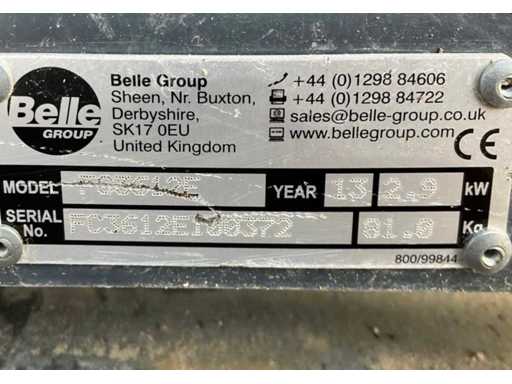 Belle
GROUP
Belle Group
Sheen, Nr. Buxton,
Derbyshire,
SK17 0EU
United Kingdom
+44 (0)1298 84606
+44 (0)1298 84722
sales@belle-group.co.uk
www.bellegroup.com
MODEL FC3612E YEAR 13 2.9 kW
SERIAL No. FC3612E100372 81.0 Kg
800/99844